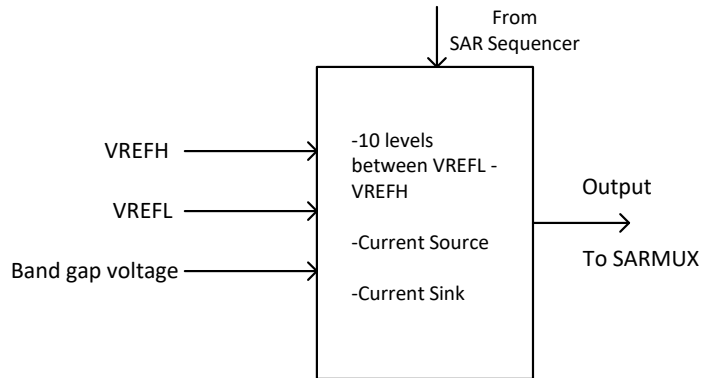 From
SAR Sequencer
VREFH
VREFL
Band gap voltage
-10 levels
between VREFL -
VREFH
-Current Source
-Current Sink
Output
To SARMUX